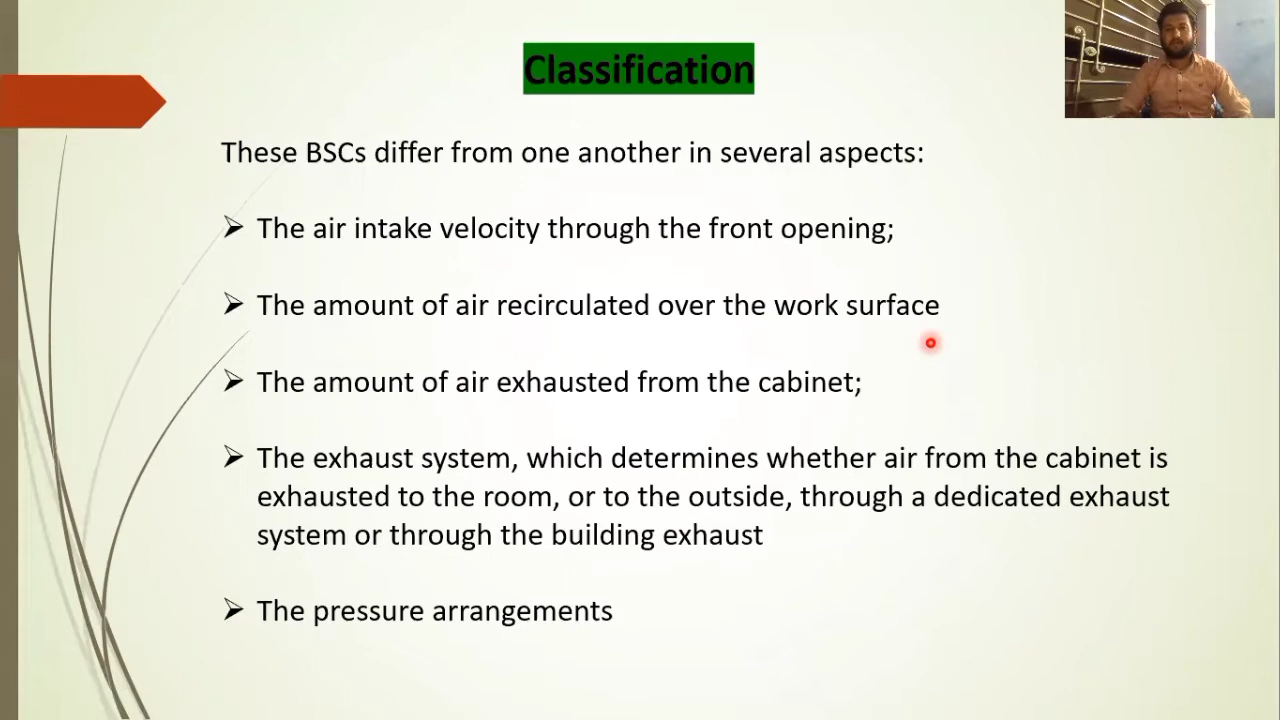 Classification
These BSCs differ from one another in several aspects:
➢ The air intake velocity through the front opening;
➢ The amount of air recirculated over the work surface
➢ The amount of air exhausted from the cabinet;
➢ The exhaust system, which determines whether air from the cabinet is
exhausted to the room, or to the outside, through a dedicated exhaust
system or through the building exhaust
➢ The pressure arrangements